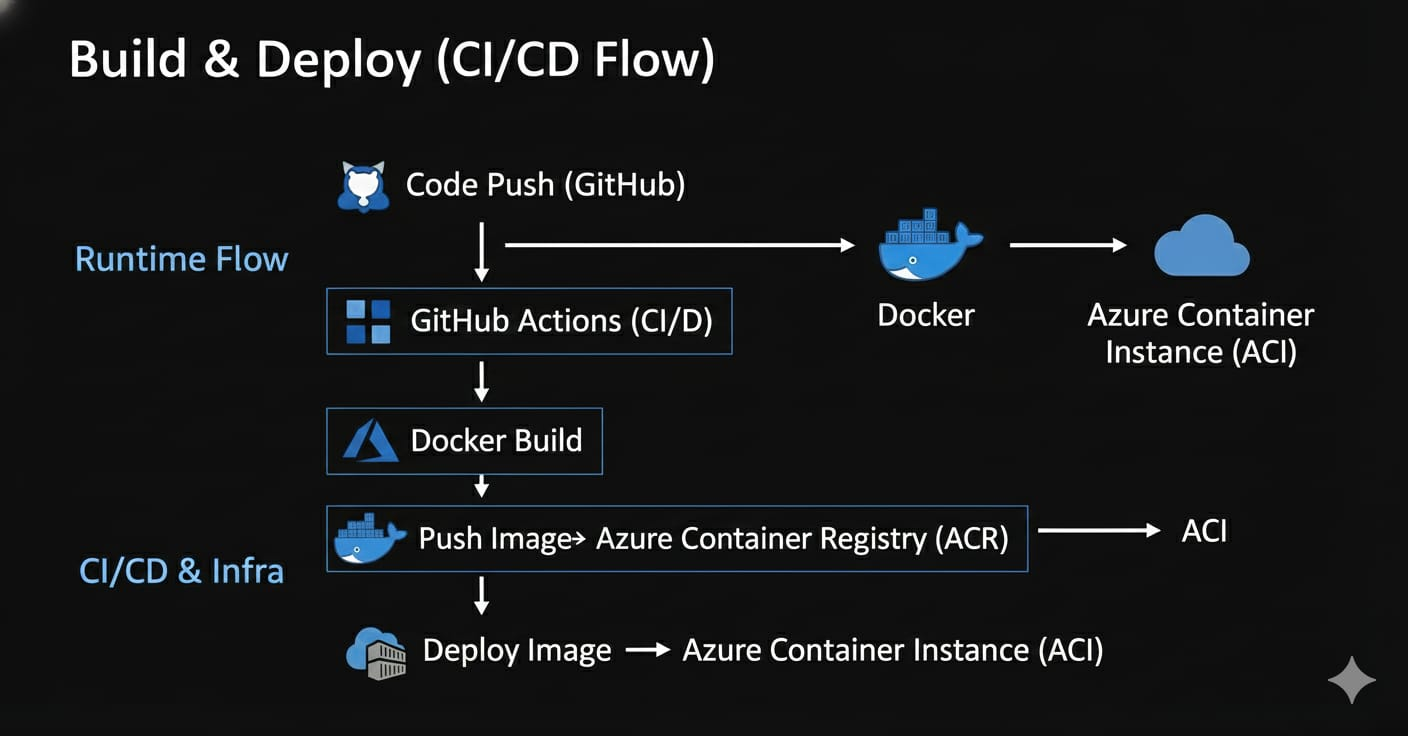 Build & Deploy (CI/CD Flow)
Code Push (GitHub)
Runtime Flow
GitHub Actions (CI/D)
Docker
Azure Container
Instance (ACI)
Docker Build
Push Image→ Azure Container Registry (ACR)
ACI
CI/CD & Infra
Deploy Image → Azure Container Instance (ACI)